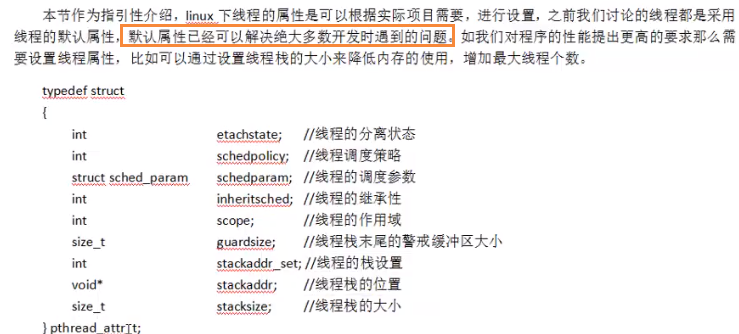 本节作为指引性介绍，linux 下线程的属性是可以根据实际项目需要，进行设置，之前我们讨论的线程都是采用
线程的默认属性，默认属性已经可以解决绝大多数开发时遇到的问题。如我们对程序的性能提出更高的要求那么需
要设置线程属性，比如可以通过设置线程栈的大小来降低内存的使用，增加最大线程个数。
typedef struct
{
int etachstate; //线程的分离状态
int schedpolicy; //线程调度策略
struct sched_param schedparam; //线程的调度参数
int inheritsched; //线程的继承性
int scope; //线程的作用域
size_t guardsize; //线程栈末尾的警戒缓冲区大小
int stackaddr_set; //线程的栈设置
void* stackaddr; //线程栈的位置
size_t stacksize; //线程栈的大小
} pthread_attr_t;